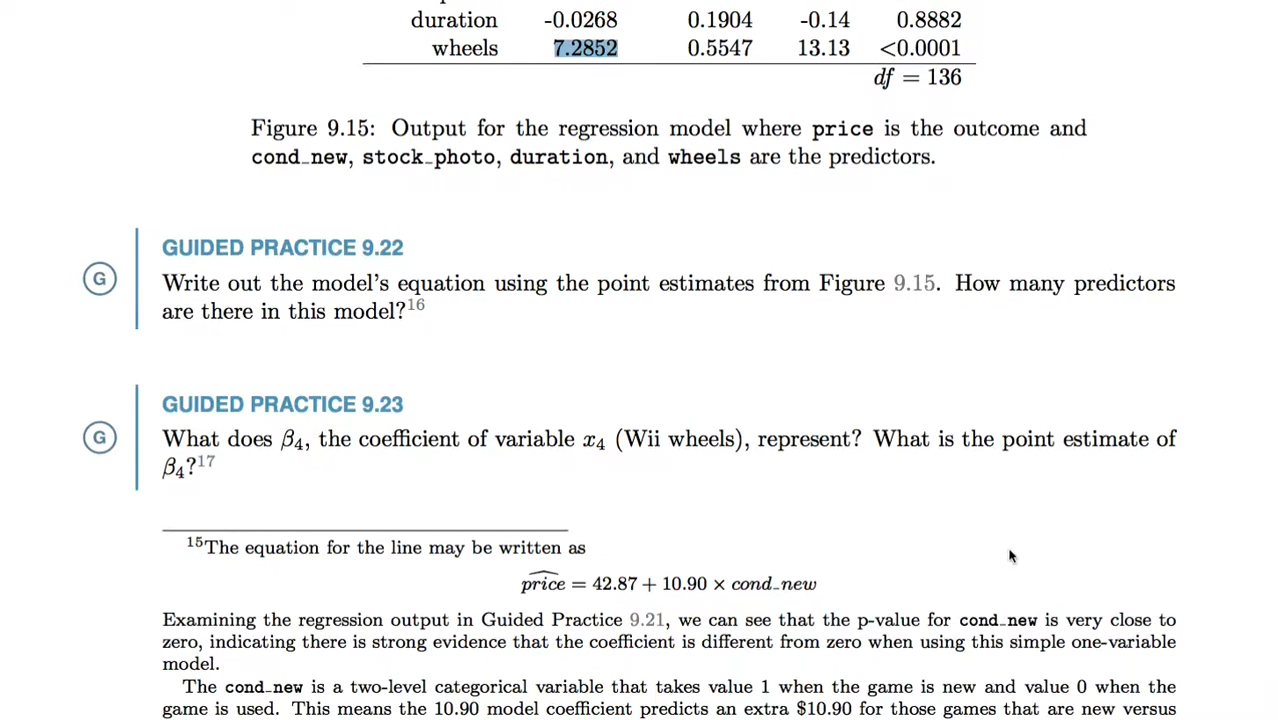 duration -0.0268 0.1904 -0.14 0.8882
wheels 7.2852 0.5547 13.13 <0.0001
df = 136
Figure 9.15: Output for the regression model where price is the outcome and
cond_new, stock_photo, duration, and wheels are the predictors.
GUIDED PRACTICE 9.22
G
Write out the model's equation using the point estimates from Figure 9.15. How many predictors
are there in this model?16
GUIDED PRACTICE 9.23
G
What does β4, the coefficient of variable x4 (Wii wheels), represent? What is the point estimate of
β4?17
15The equation for the line may be written as
price = 42.87 + 10.90 × cond_new
Examining the regression output in Guided Practice 9.21, we can see that the p-value for cond_new is very close to
zero, indicating there is strong evidence that the coefficient is different from zero when using this simple one-variable
model.
The cond_new is a two-level categorical variable that takes value 1 when the game is new and value 0 when the
game is used. This means the 10.90 model coefficient predicts an extra $10.90 for those games that are new versus